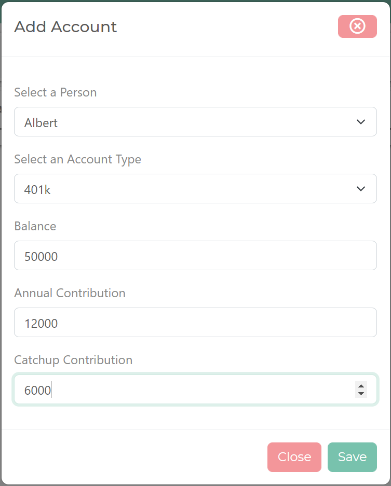 Add Account
Select a Person
Albert
Select an Account Type
401k
Balance
50000
Annual Contribution
12000
Catchup Contribution
6000
Close
Save